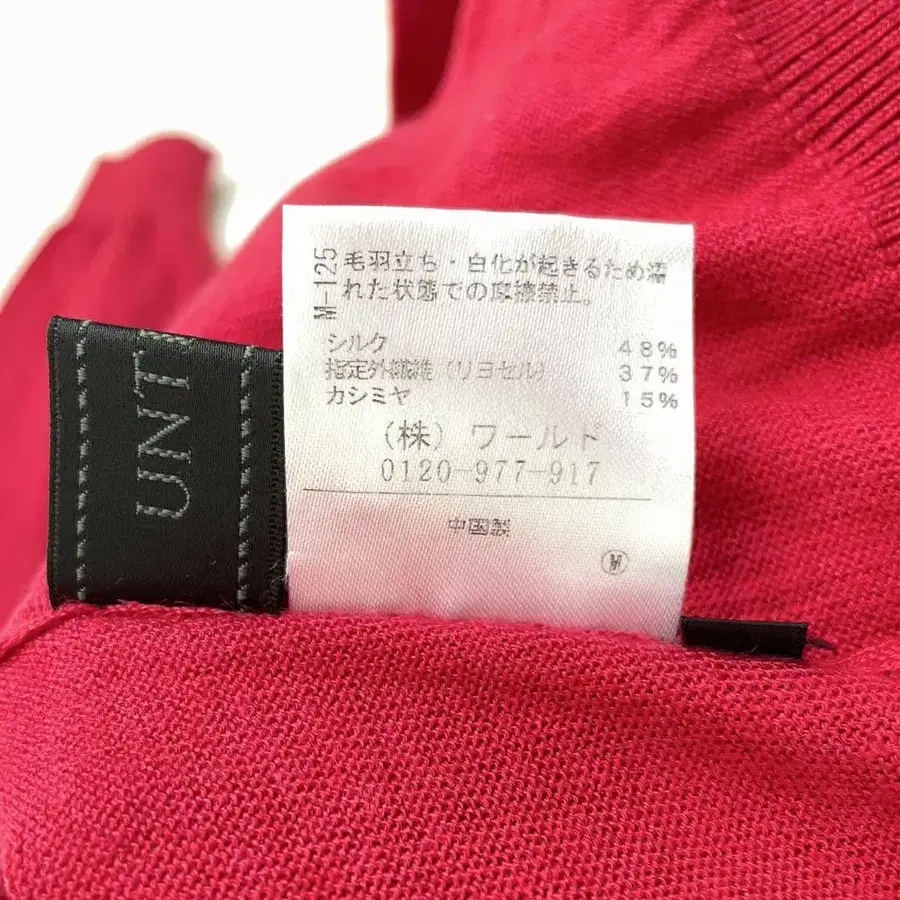 M-125
毛羽立ち・白化が起きるため濡
れた状態での摩擦禁止。
シルク 48%
指定外繊維(リヨセル) 37%
カシミヤ 15%
(株)ワールド
0120-977-917
中国製
Ⓜ
UNT